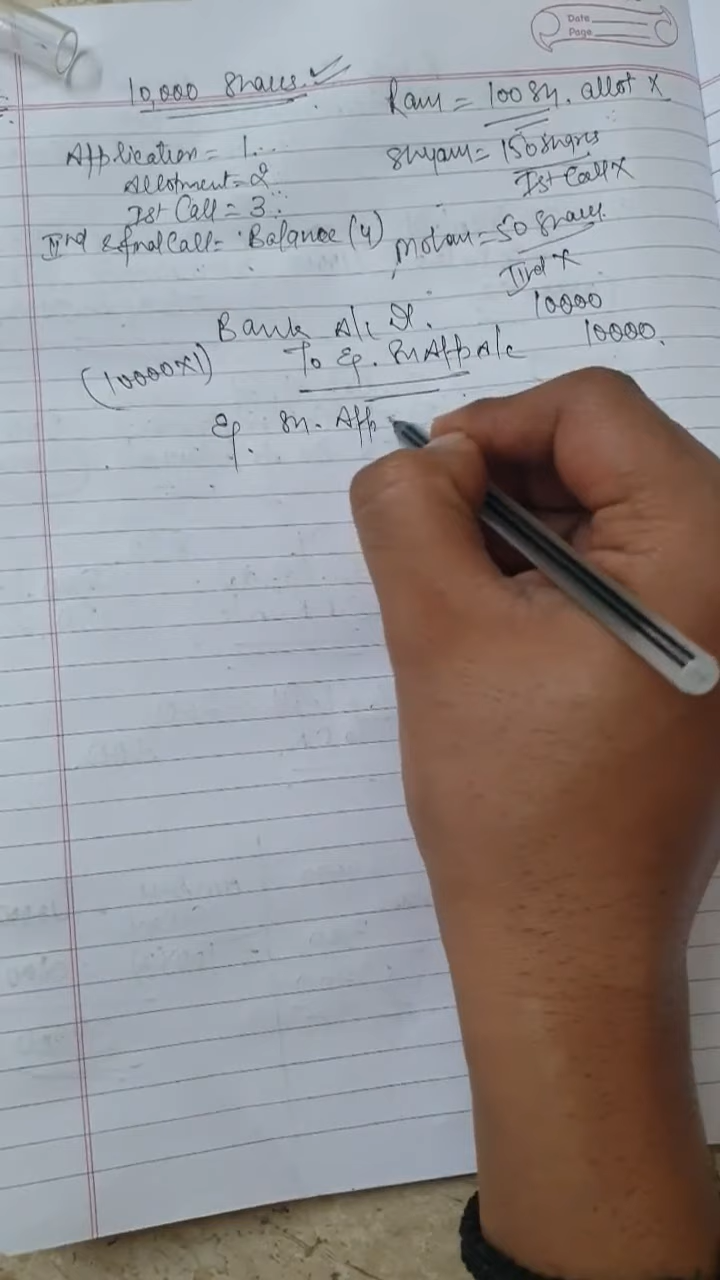 Date
Page
10,000 Shares. ✓
Application = 1..
Allotment = 2
Ist Call = 3
IInd & final Call = Balance (4)
Ram = 100 Sh. allot X
Shyam = 150 Shares
Ist Call X
Mohan = 50 Shares.
IInd X
Bank A/c Dr. 10000
(10000x1) To Eq. Sh App A/c 10000.
Eq. Sh. App